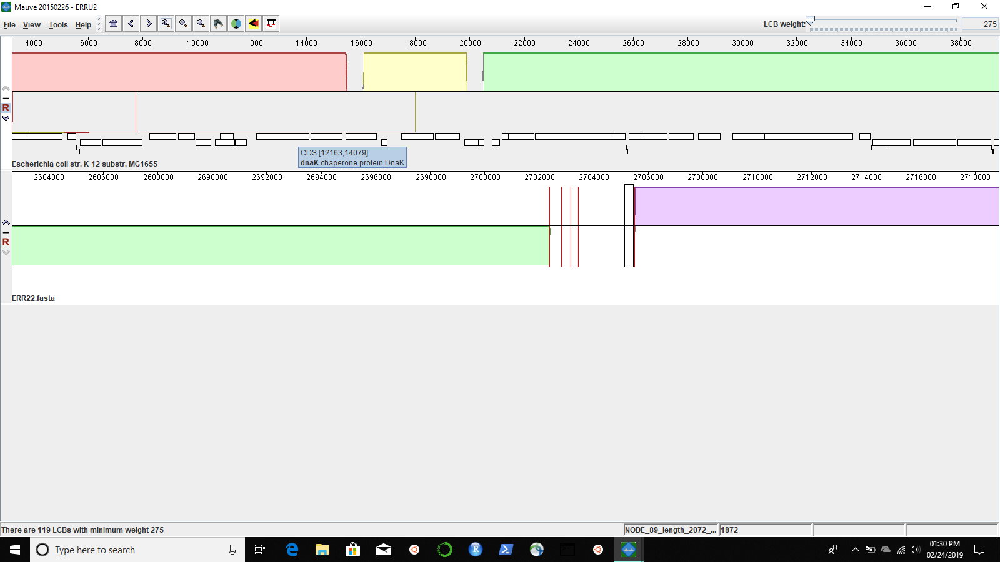 Mauve 20150226 - ERRU2
File View Tools Help
LCB weight: 275
4000 6000 8000 10000 000 14000 16000 18000 20000 22000 24000 26000 28000 30000 32000 34000 36000 38000
R
CDS [12163,14079]
dnaK chaperone protein DnaK
Escherichia coli str. K-12 substr. MG1655
2684000 2686000 2688000 2690000 2692000 2694000 2696000 2698000 2700000 2702000 2704000 2706000 2708000 2710000 2712000 2714000 2716000 2718000
R
ERR22.fasta
There are 119 LCBs with minimum weight 275
NODE_89_length_2072_... 1872
Type here to search
R
01:30 PM
02/24/2019